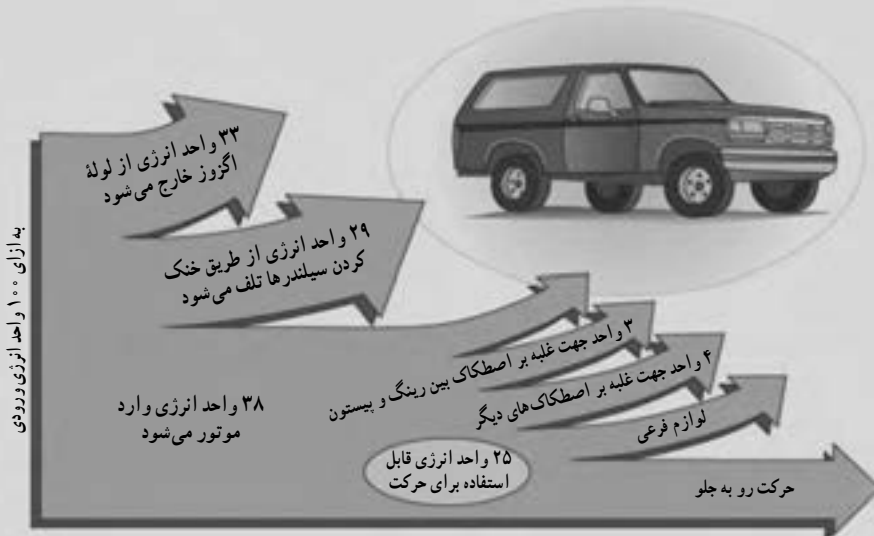 ۳۳ واحد انرژی از لولۀ
اگزوز خارج می‌شود
۲۹ واحد انرژی از طریق خنک
کردن سیلندرها تلف می‌شود
به ازای ۱۰۰ واحد انرژی ورودی
۳ واحد جهت غلبه بر اصطکاک بین رینگ و پیستون
۴ واحد جهت غلبه بر اصطکاک‌های دیگر
لوازم فرعی
۳۸ واحد انرژی وارد
موتور می‌شود
۲۵ واحد انرژی قابل
استفاده برای حرکت
حرکت رو به جلو